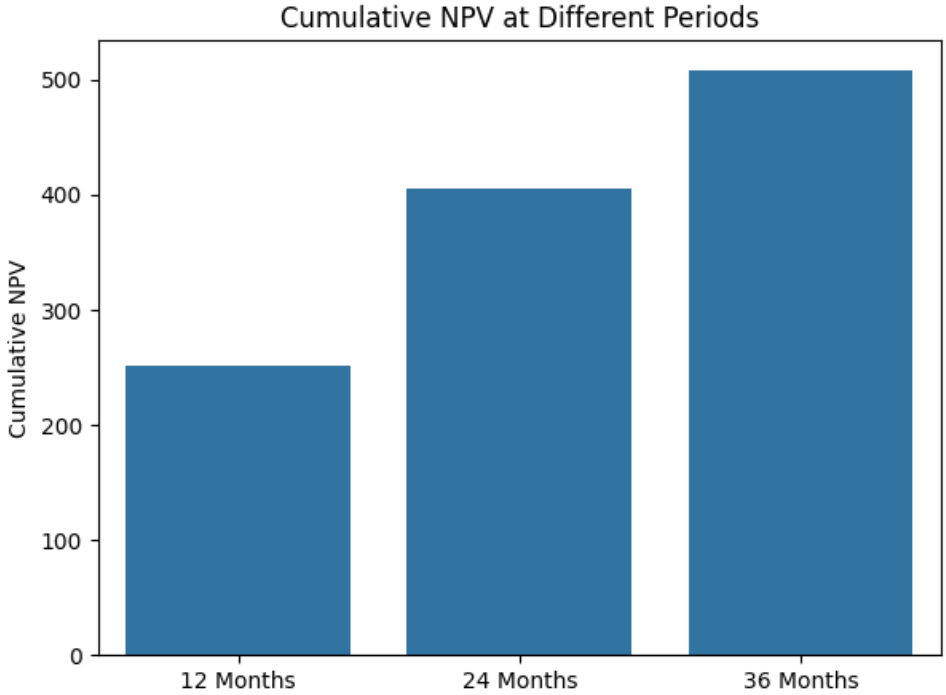 Cumulative NPV at Different Periods
Cumulative NPV
500
400
300
200
100
0
12 Months
24 Months
36 Months